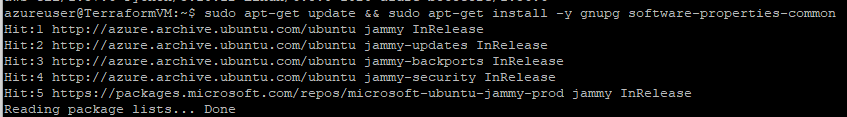 azureuser@TerraformVM:~$ sudo apt-get update && sudo apt-get install -y gnupg software-properties-common
Hit:1 http://azure.archive.ubuntu.com/ubuntu jammy InRelease
Hit:2 http://azure.archive.ubuntu.com/ubuntu jammy-updates InRelease
Hit:3 http://azure.archive.ubuntu.com/ubuntu jammy-backports InRelease
Hit:4 http://azure.archive.ubuntu.com/ubuntu jammy-security InRelease
Hit:5 https://packages.microsoft.com/repos/microsoft-ubuntu-jammy-prod jammy InRelease
Reading package lists... Done